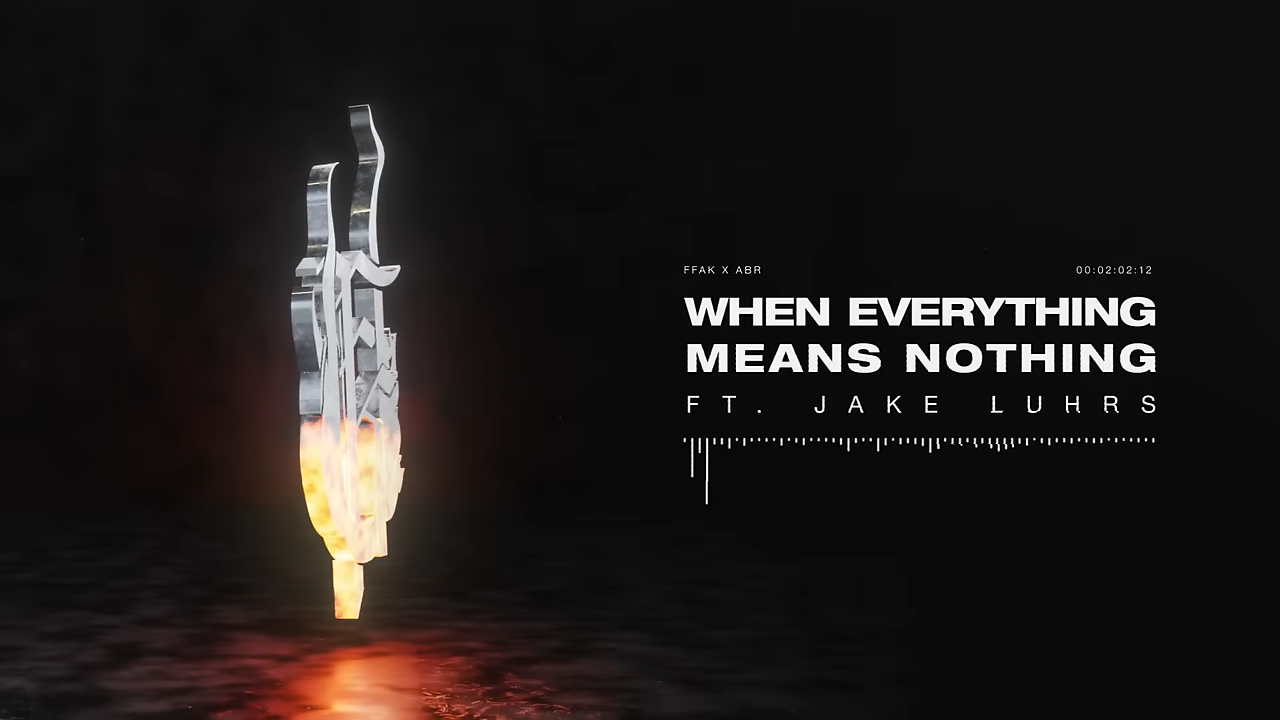 FFAK X ABR
00:02:02:12
WHEN EVERYTHING
MEANS NOTHING
FT. JAKE LUHRS